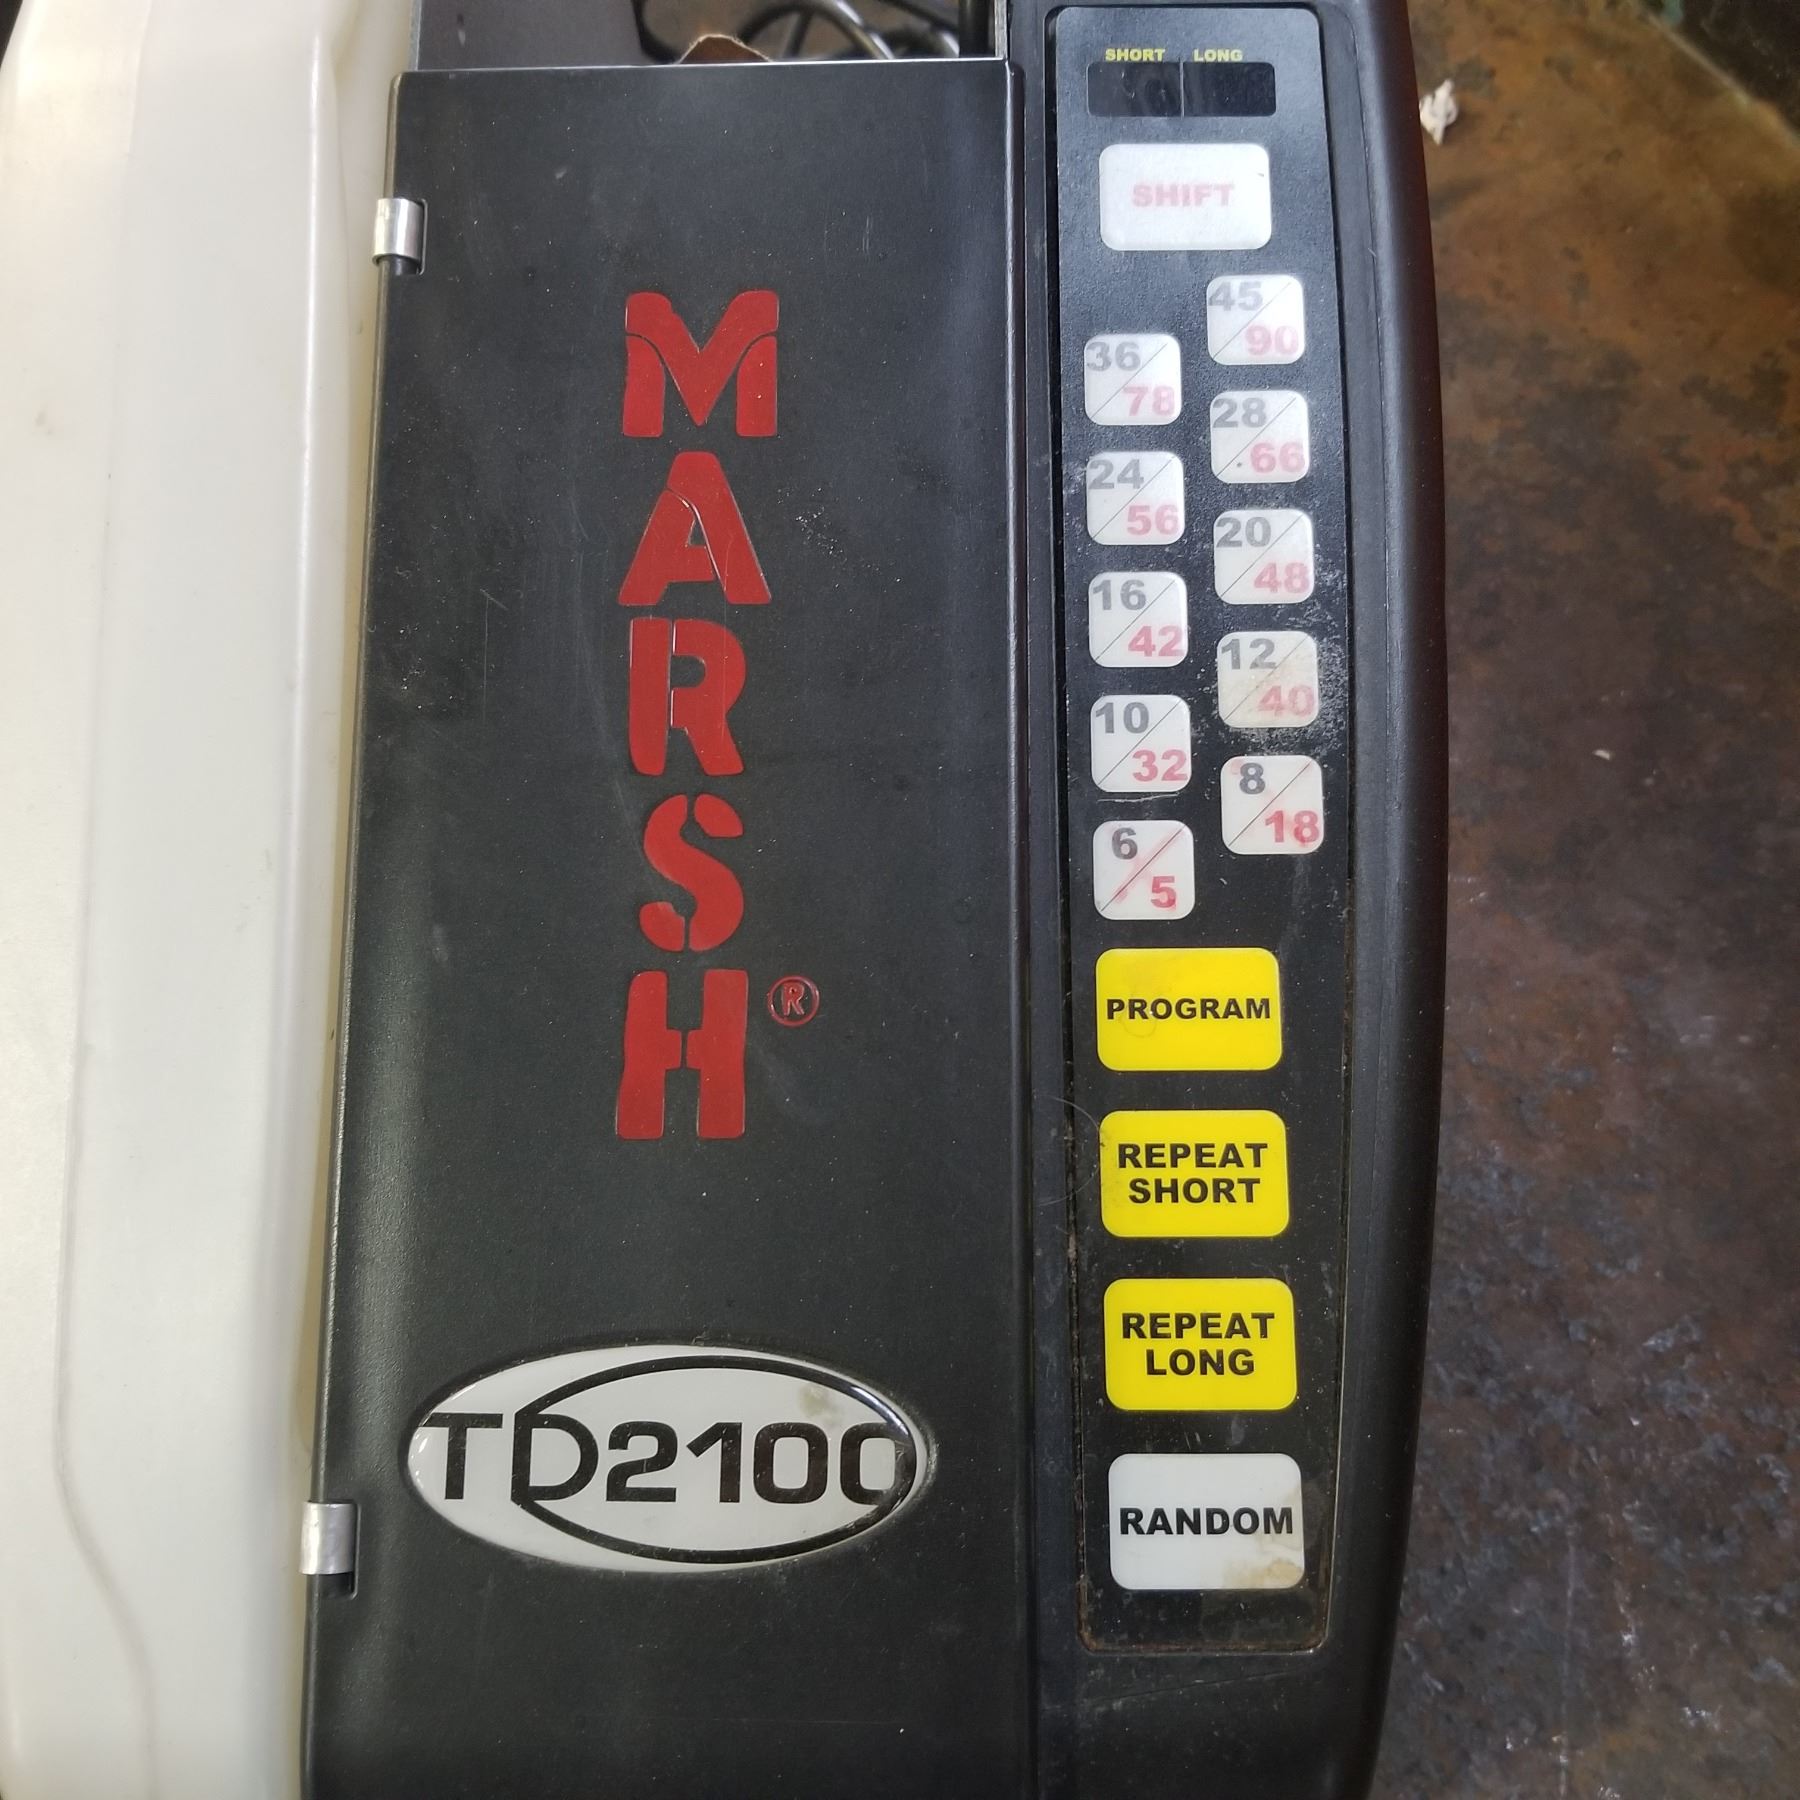 MARSH®
TD2100
SHORT LONG
SHIFT
45
90
36
78
28
66
24
56
20
48
16
42
12
40
10
32
8
18
6
5
PROGRAM
REPEAT
SHORT
REPEAT
LONG
RANDOM